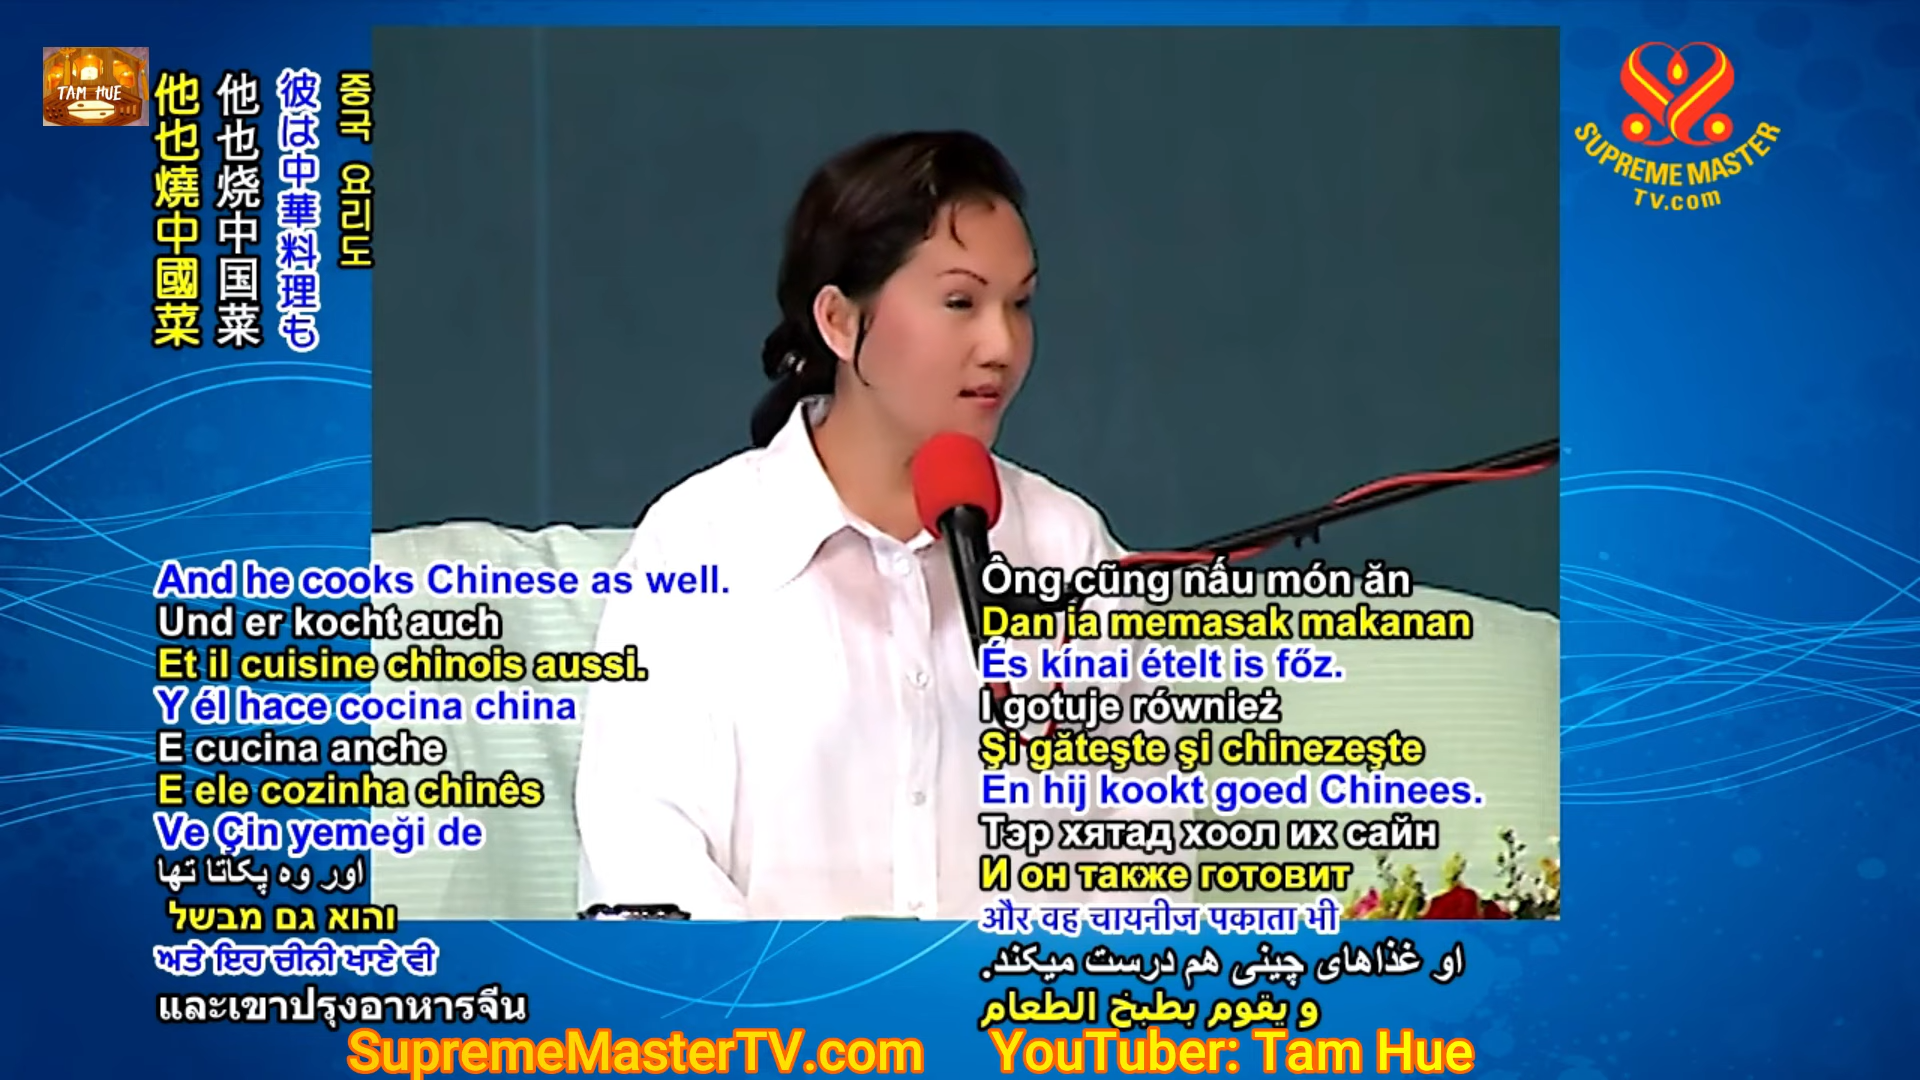 TAM HUE
他也燒中國菜
他也烧中国菜
彼は中華料理も
중국 요리도
SUPREME MASTER
TV.com
And he cooks Chinese as well.
Und er kocht auch
Et il cuisine chinois aussi.
Y él hace cocina china
E cucina anche
E ele cozinha chinês
Ve Çin yemeği de
اور وہ پکاتا تھا
והוא גם מבשל
ਅਤੇ ਇਹ ਚੀਨੀ ਖਾਣੇ ਵੀ
และเขาปรุงอาหารจีน
Ông cũng nấu món ăn
Dan ia memasak makanan
És kínai ételt is főz.
I gotuje również
Şi găteşte şi chinezeşte
En hij kookt goed Chinees.
Тэр хятад хоол их сайн
И он также готовит
और वह चायनीज पकाता भी
او غذاهای چینی هم درست میکند.
و يقوم بطبخ الطعام
SupremeMasterTV.com
YouTuber: Tam Hue